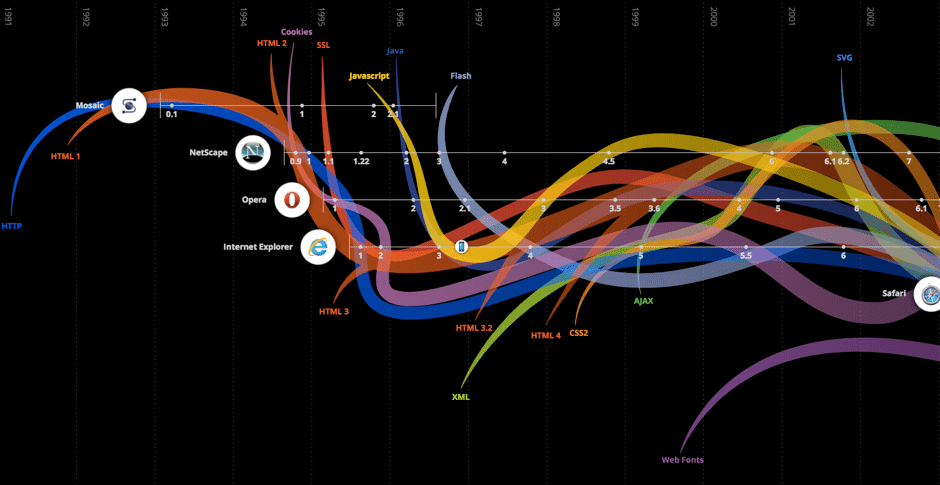 1991
1992
1993
1994
1995
1996
1997
1998
1999
2000
2001
2002
Cookies
HTML 2
SSL
Java
SVG
Javascript
Flash
Mosaic
0.1
1
2
2.1
3
HTML 1
NetScape
0.9
1
1.1
1.22
2
3
4
4.5
6
6.1
6.2
7
Opera
1
2
2.1
3
3.5
3.6
4
5
6
6.1
HTTP
Internet Explorer
1
2
3
4
5
5.5
6
Safari
AJAX
HTML 3
HTML 3.2
HTML 4
CSS2
XML
Web Fonts